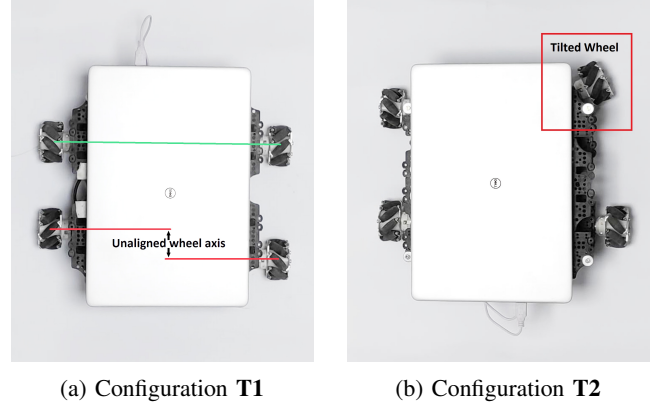 Unaligned wheel axis
Tilted Wheel
(a) Configuration T1
(b) Configuration T2